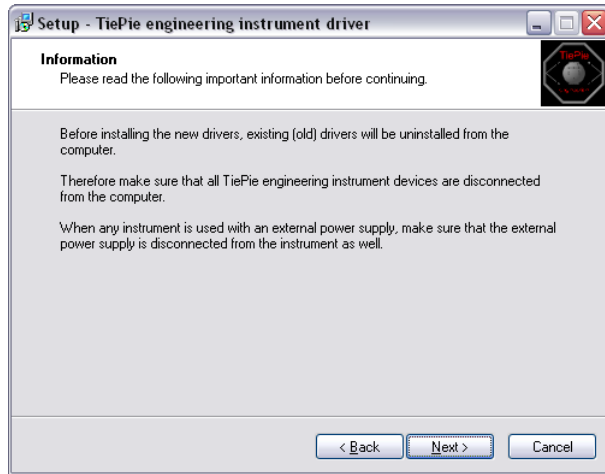 Setup - TiePie engineering instrument driver
Information
Please read the following important information before continuing.
TiePie
Before installing the new drivers, existing (old) drivers will be uninstalled from the
computer.
Therefore make sure that all TiePie engineering instrument devices are disconnected
from the computer.
When any instrument is used with an external power supply, make sure that the external
power supply is disconnected from the instrument as well.
< Back
Next >
Cancel